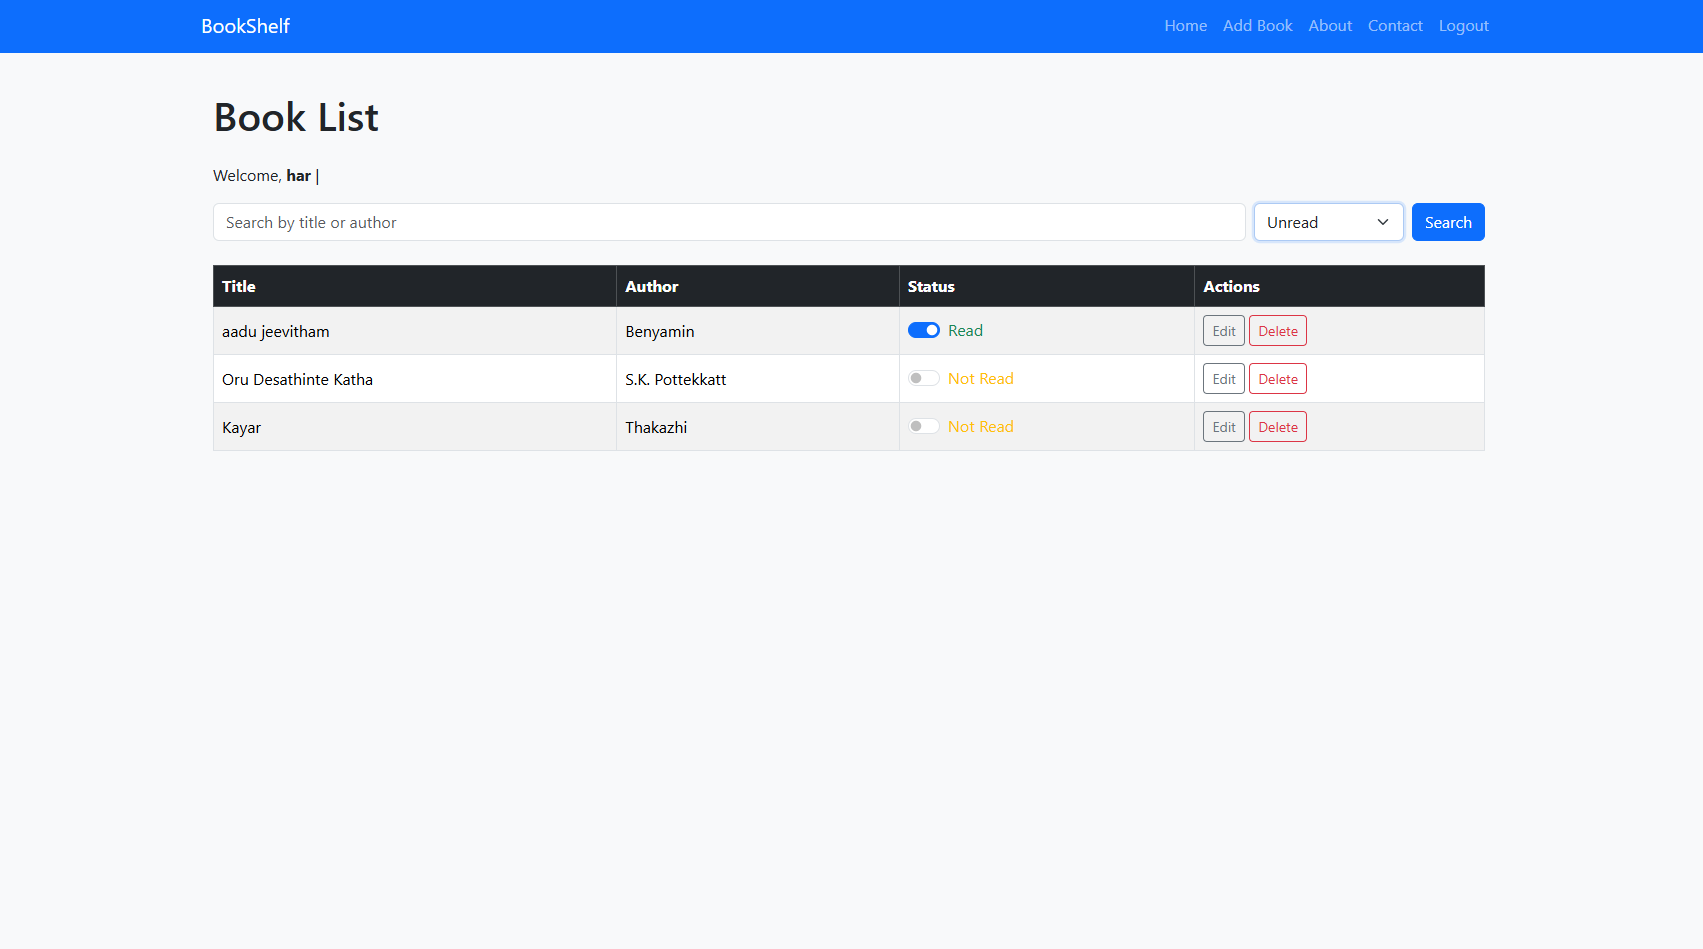 BookShelf Home Add Book About Contact Logout
Book List
Welcome, har |
Search by title or author Unread Search
Title Author Status Actions
aadu jeevitham Benyamin Read Edit Delete
Oru Desathinte Katha S.K. Pottekkatt Not Read Edit Delete
Kayar Thakazhi Not Read Edit Delete